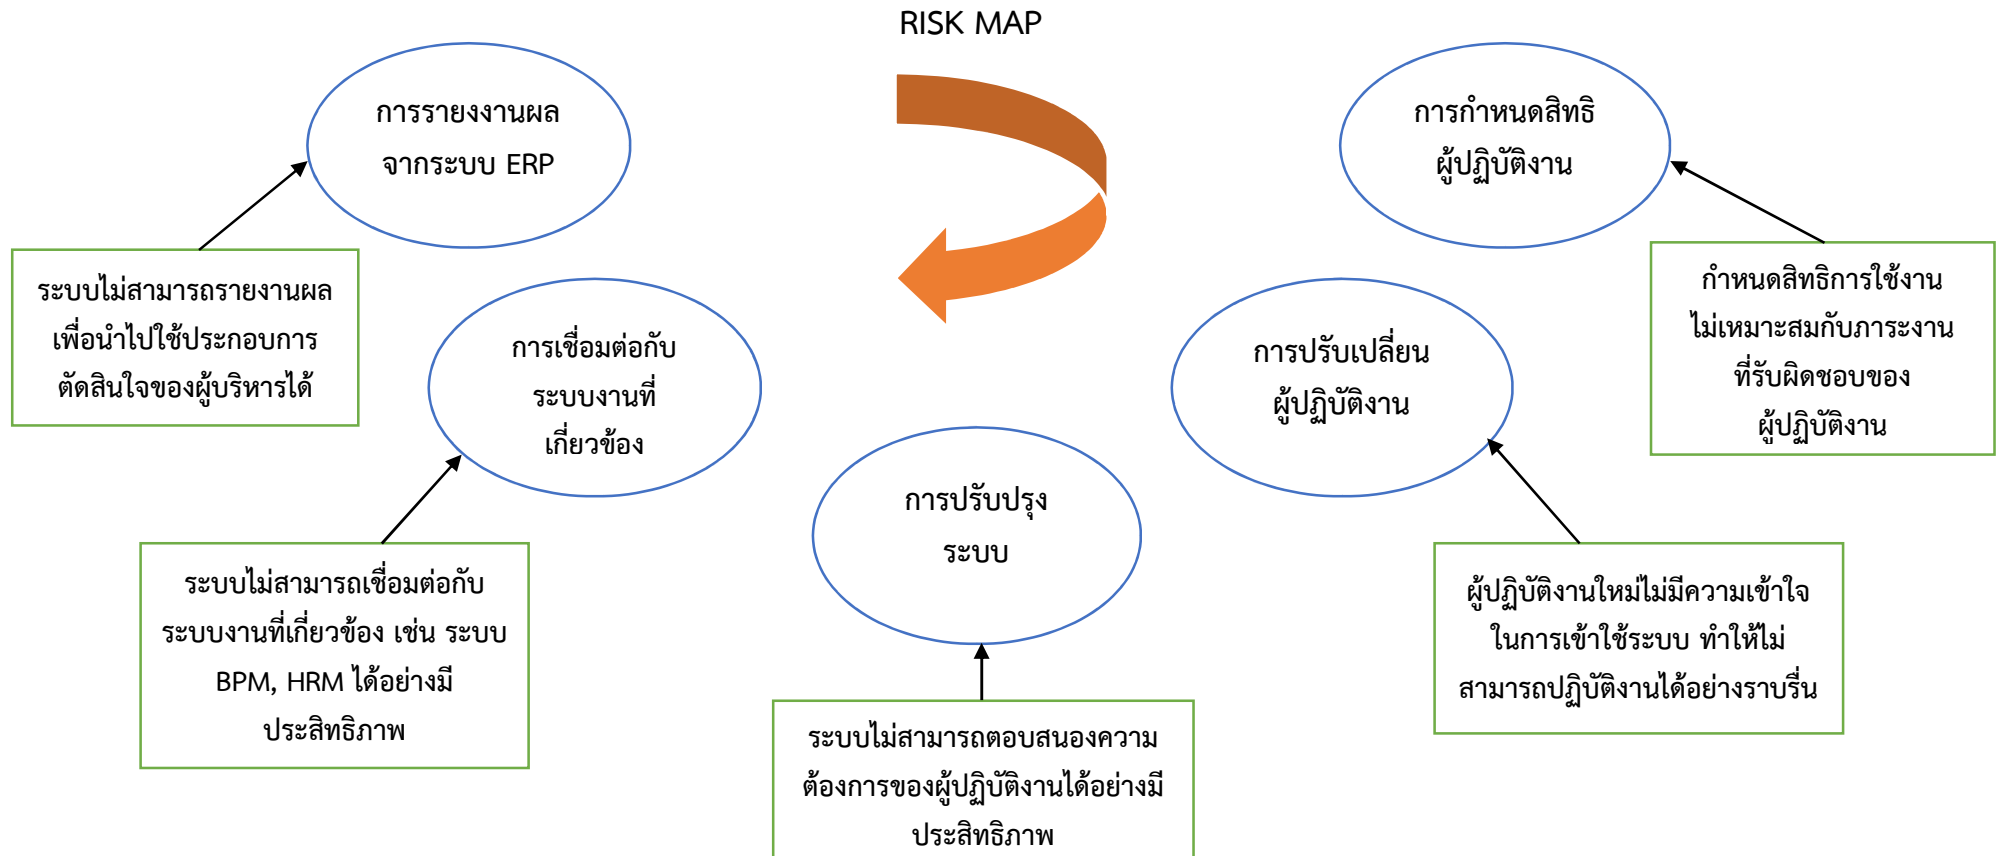 RISK MAP
การรายงงานผล
จากระบบ ERP
การกำหนดสิทธิ
ผู้ปฏิบัติงาน
ระบบไม่สามารถรายงานผล
เพื่อนำไปใช้ประกอบการ
ตัดสินใจของผู้บริหารได้
กำหนดสิทธิการใช้งาน
ไม่เหมาะสมกับภาระงาน
ที่รับผิดชอบของ
ผู้ปฏิบัติงาน
การเชื่อมต่อกับ
ระบบงานที่
เกี่ยวข้อง
การปรับเปลี่ยน
ผู้ปฏิบัติงาน
การปรับปรุง
ระบบ
ระบบไม่สามารถเชื่อมต่อกับ
ระบบงานที่เกี่ยวข้อง เช่น ระบบ
BPM, HRM ได้อย่างมี
ประสิทธิภาพ
ผู้ปฏิบัติงานใหม่ไม่มีความเข้าใจ
ในการเข้าใช้ระบบ ทำให้ไม่
สามารถปฏิบัติงานได้อย่างราบรื่น
ระบบไม่สามารถตอบสนองความ
ต้องการของผู้ปฏิบัติงานได้อย่างมี
ประสิทธิภาพ